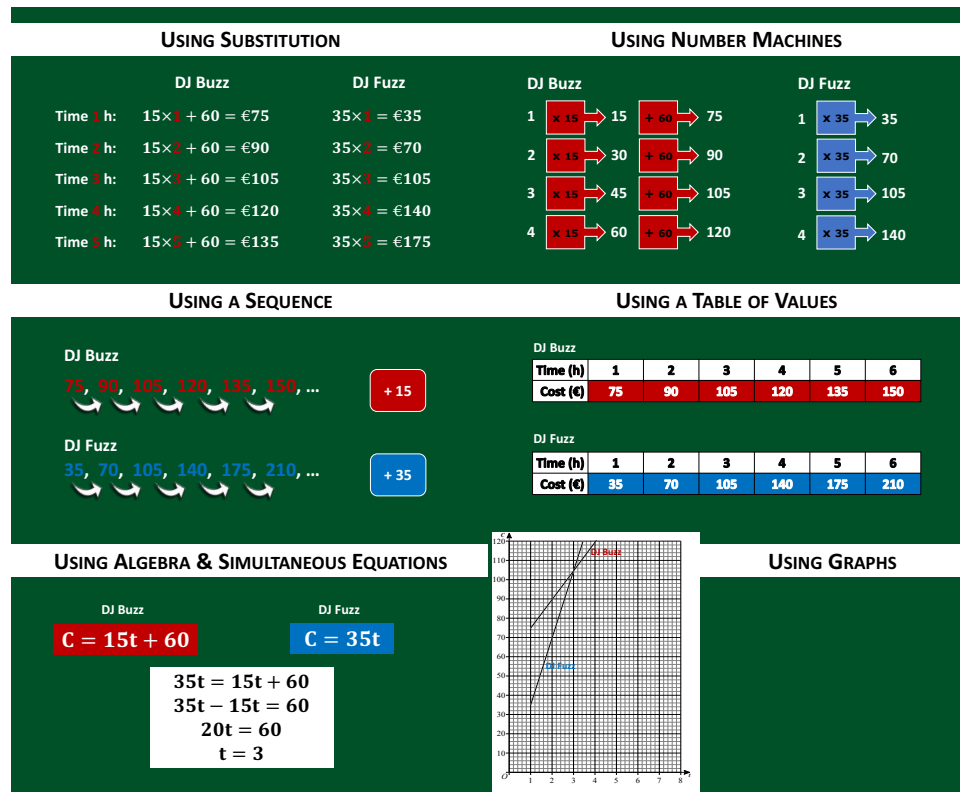 USING SUBSTITUTION
DJ Buzz DJ Fuzz
Time 1 h: 15×1 + 60 = €75 35×1 = €35
Time 2 h: 15×2 + 60 = €90 35×2 = €70
Time 3 h: 15×3 + 60 = €105 35×3 = €105
Time 4 h: 15×4 + 60 = €120 35×4 = €140
Time 5 h: 15×5 + 60 = €135 35×5 = €175
USING NUMBER MACHINES
DJ Buzz DJ Fuzz
1 x 15 15 + 60 75 1 x 35 35
2 x 15 30 + 60 90 2 x 35 70
3 x 15 45 + 60 105 3 x 35 105
4 x 15 60 + 60 120 4 x 35 140
USING A SEQUENCE
DJ Buzz
75, 90, 105, 120, 135, 150, ... + 15
DJ Fuzz
35, 70, 105, 140, 175, 210, ... + 35
USING A TABLE OF VALUES
DJ Buzz
Time (h) 1 2 3 4 5 6
Cost (€) 75 90 105 120 135 150
DJ Fuzz
Time (h) 1 2 3 4 5 6
Cost (€) 35 70 105 140 175 210
USING ALGEBRA & SIMULTANEOUS EQUATIONS
DJ Buzz DJ Fuzz
C = 15t + 60 C = 35t
35t = 15t + 60
35t − 15t = 60
20t = 60
t = 3
USING GRAPHS
c
120
110
100
90
80
70
60
50
40
30
20
10
DJ Buzz
DJ Fuzz
O 1 2 3 4 5 6 7 8 t